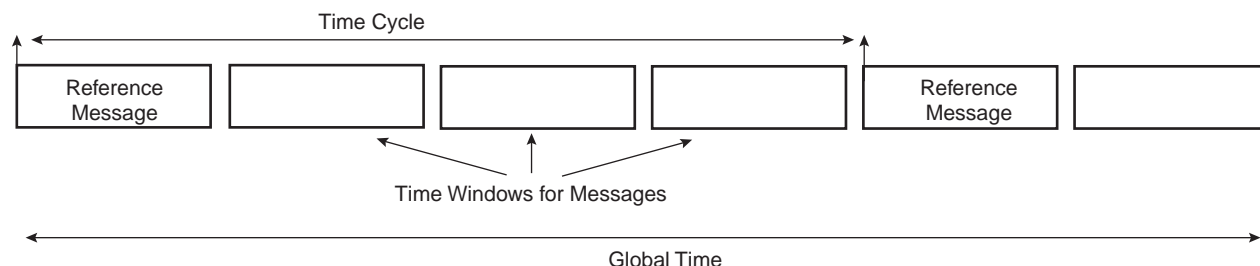 Time Cycle
Reference
Message
Reference
Message
Time Windows for Messages
Global Time